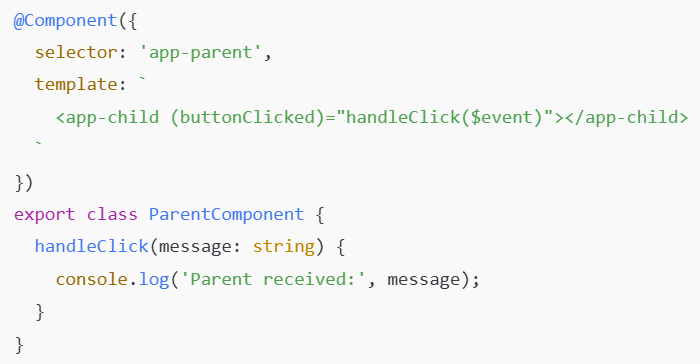 @Component({
  selector: 'app-parent',
  template: `
    <app-child (buttonClicked)="handleClick($event)"></app-child>
  `
})
export class ParentComponent {
  handleClick(message: string) {
    console.log('Parent received:', message);
  }
}